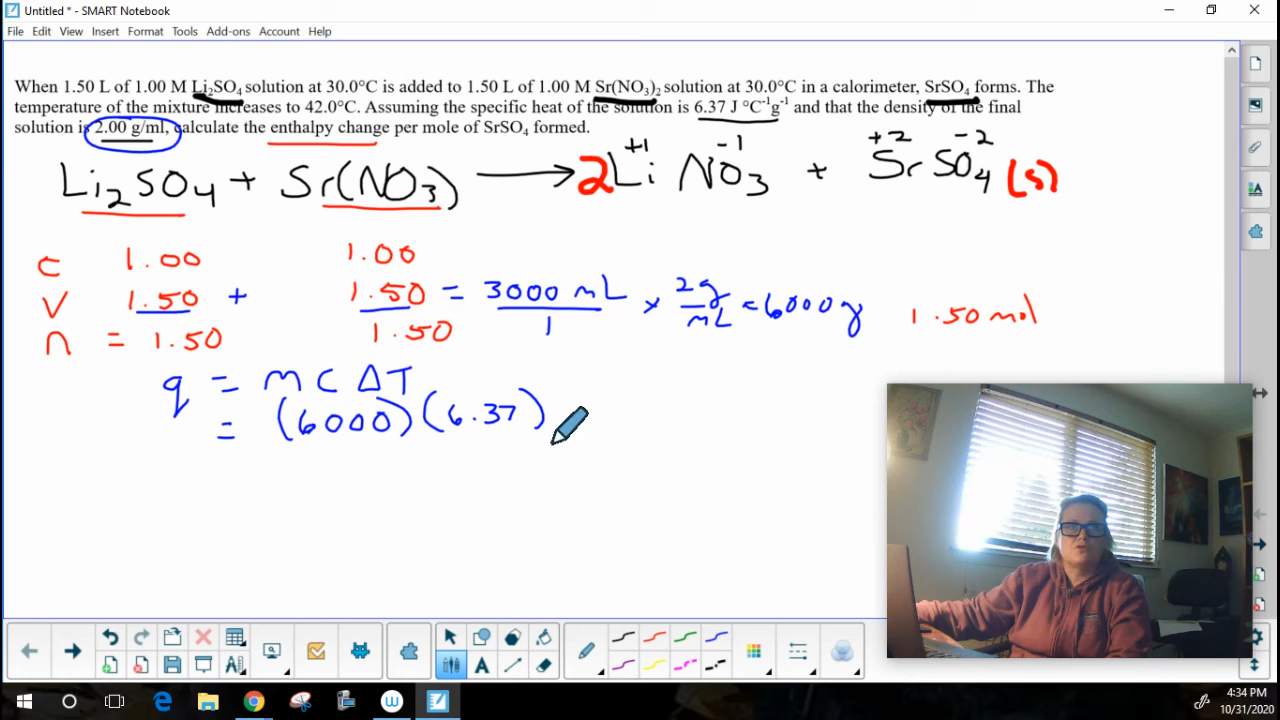 Untitled * - SMART Notebook
File Edit View Insert Format Tools Add-ons Account Help
When 1.50 L of 1.00 M Li₂SO₄ solution at 30.0°C is added to 1.50 L of 1.00 M Sr(NO₃)₂ solution at 30.0°C in a calorimeter, SrSO₄ forms. The
temperature of the mixture increases to 42.0°C. Assuming the specific heat of the solution is 6.37 J °C⁻¹g⁻¹ and that the density of the final
solution is 2.00 g/ml, calculate the enthalpy change per mole of SrSO₄ formed.
+1 -1 +2 -2
Li₂SO₄ + Sr(NO₃) → 2LiNO₃ + SrSO₄ (s)
C 1.00 1.00
V 1.50 + 1.50 = 3000 mL / 1 × 2g / mL = 6000 g
n = 1.50 1.50 1.50 mol
q = m C ΔT
= (6000) (6.37)
4:34 PM
10/31/2020